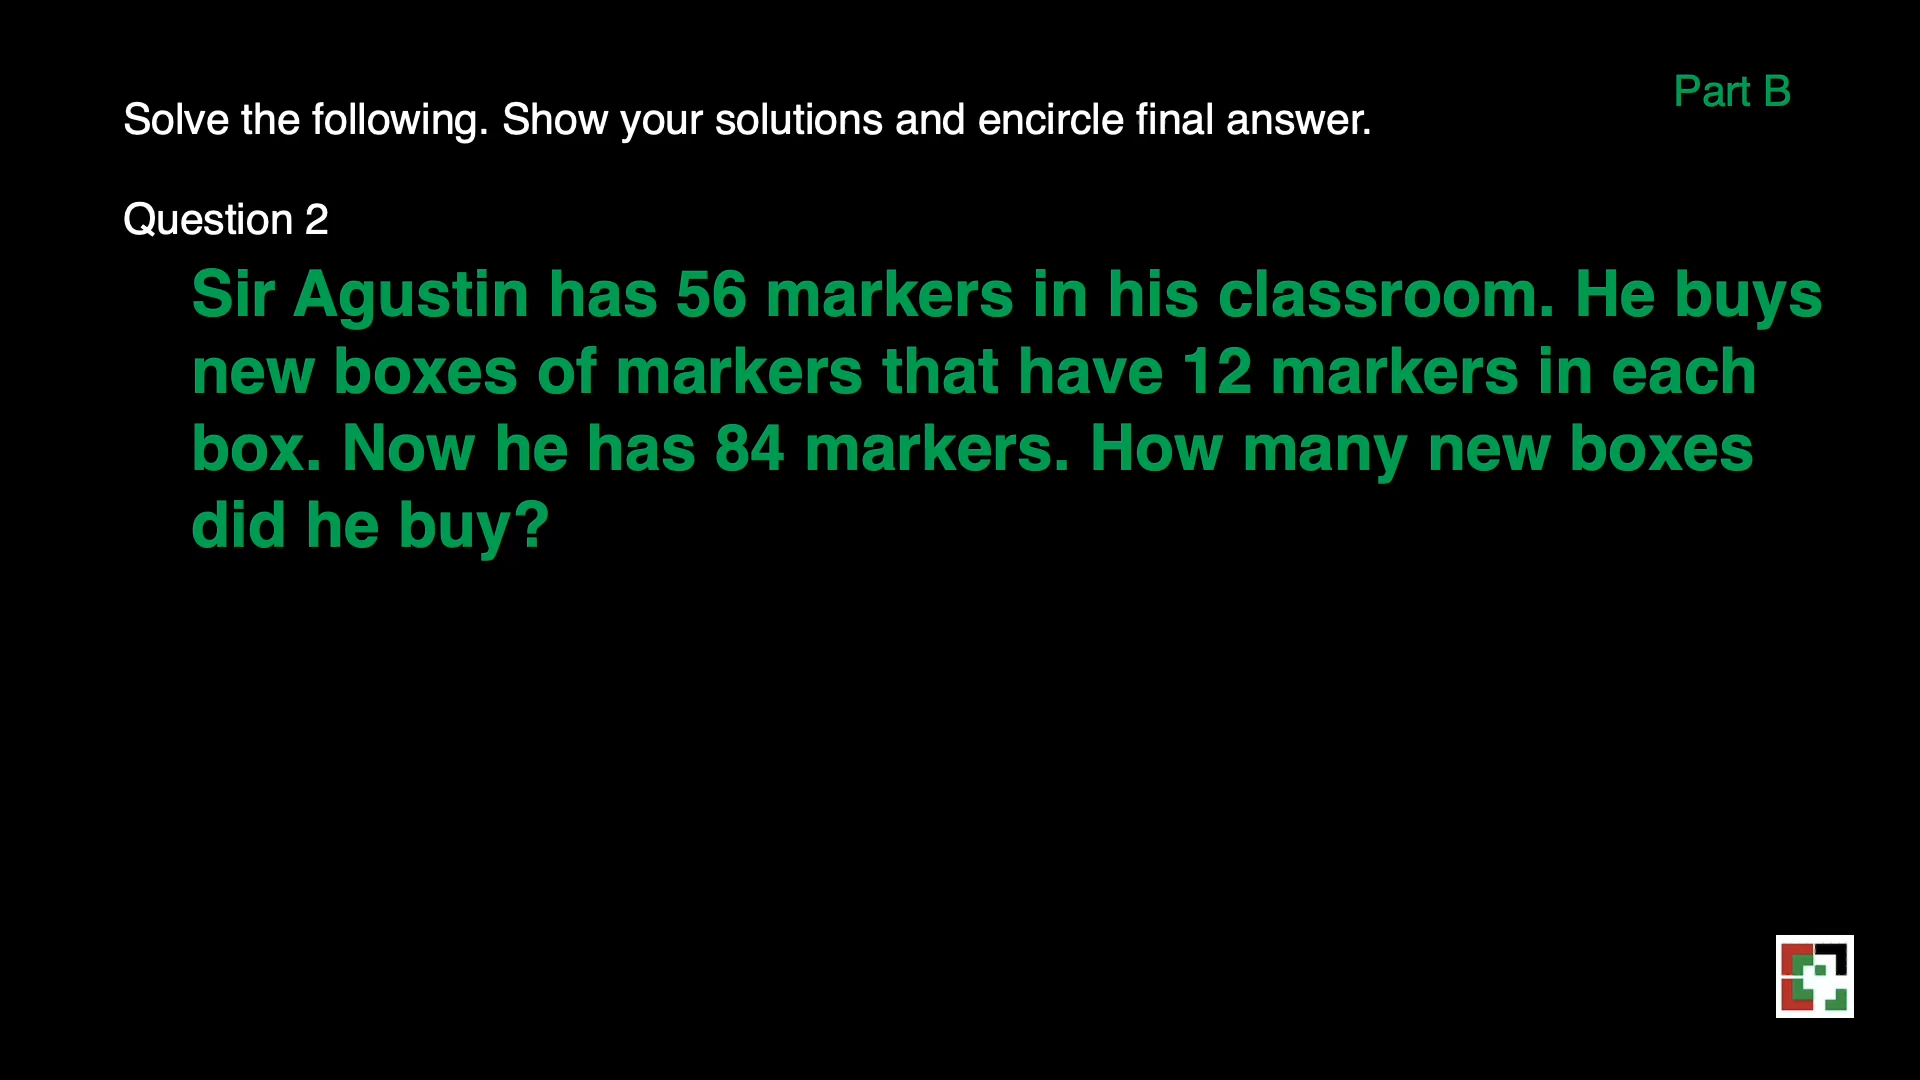 Part B
Solve the following. Show your solutions and encircle final answer.
Question 2
Sir Agustin has 56 markers in his classroom. He buys
new boxes of markers that have 12 markers in each
box. Now he has 84 markers. How many new boxes
did he buy?